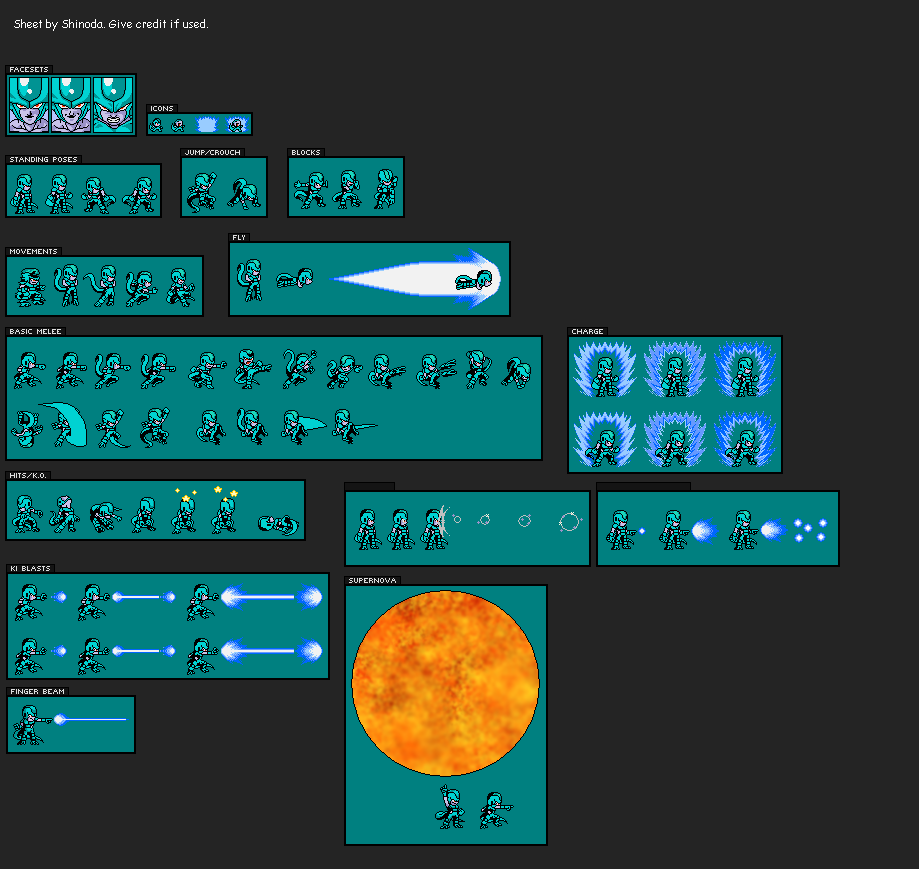 Sheet by Shinoda. Give credit if used.
FACESETS
ICONS
STANDING POSES
JUMP/CROUCH
BLOCKS
MOVEMENTS
FLY
BASIC MELEE
CHARGE
HITS/K.O.
KI BLASTS
SUPERNOVA
FINGER BEAM